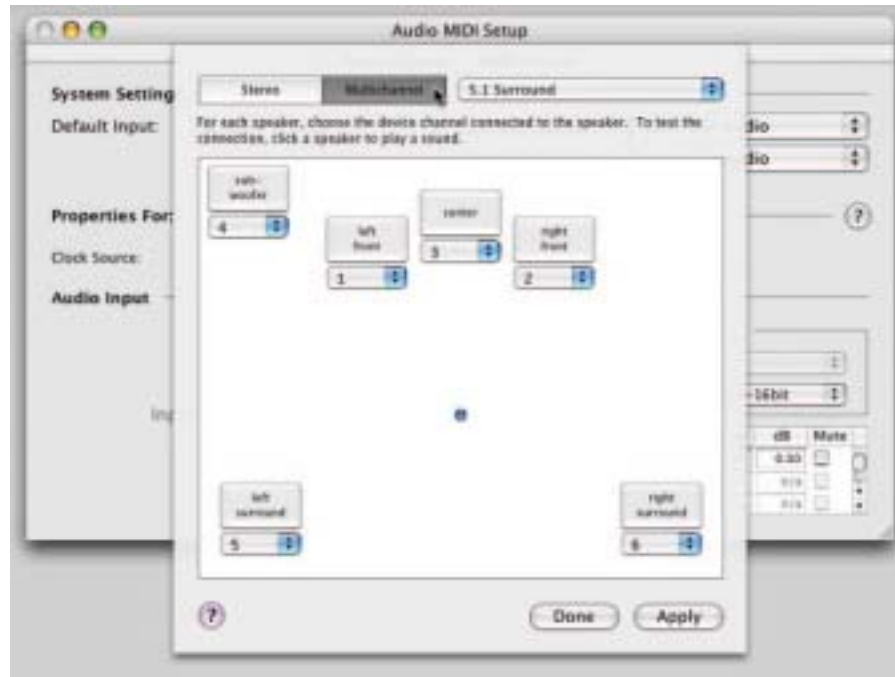 Audio MIDI Setup
System Setting
Default Input:
dio
dio
Properties For:
?
Clock Source:
Audio Input
Inp
-16bit
dB Mute
0.30
n/a
n/a
Stereo Multichannel 5.1 Surround
For each speaker, choose the device channel connected to the speaker. To test the
connection, click a speaker to play a sound.
sub-
woofer
4
left
front
1
center
3
right
front
2
left
surround
5
right
surround
6
?
Done Apply